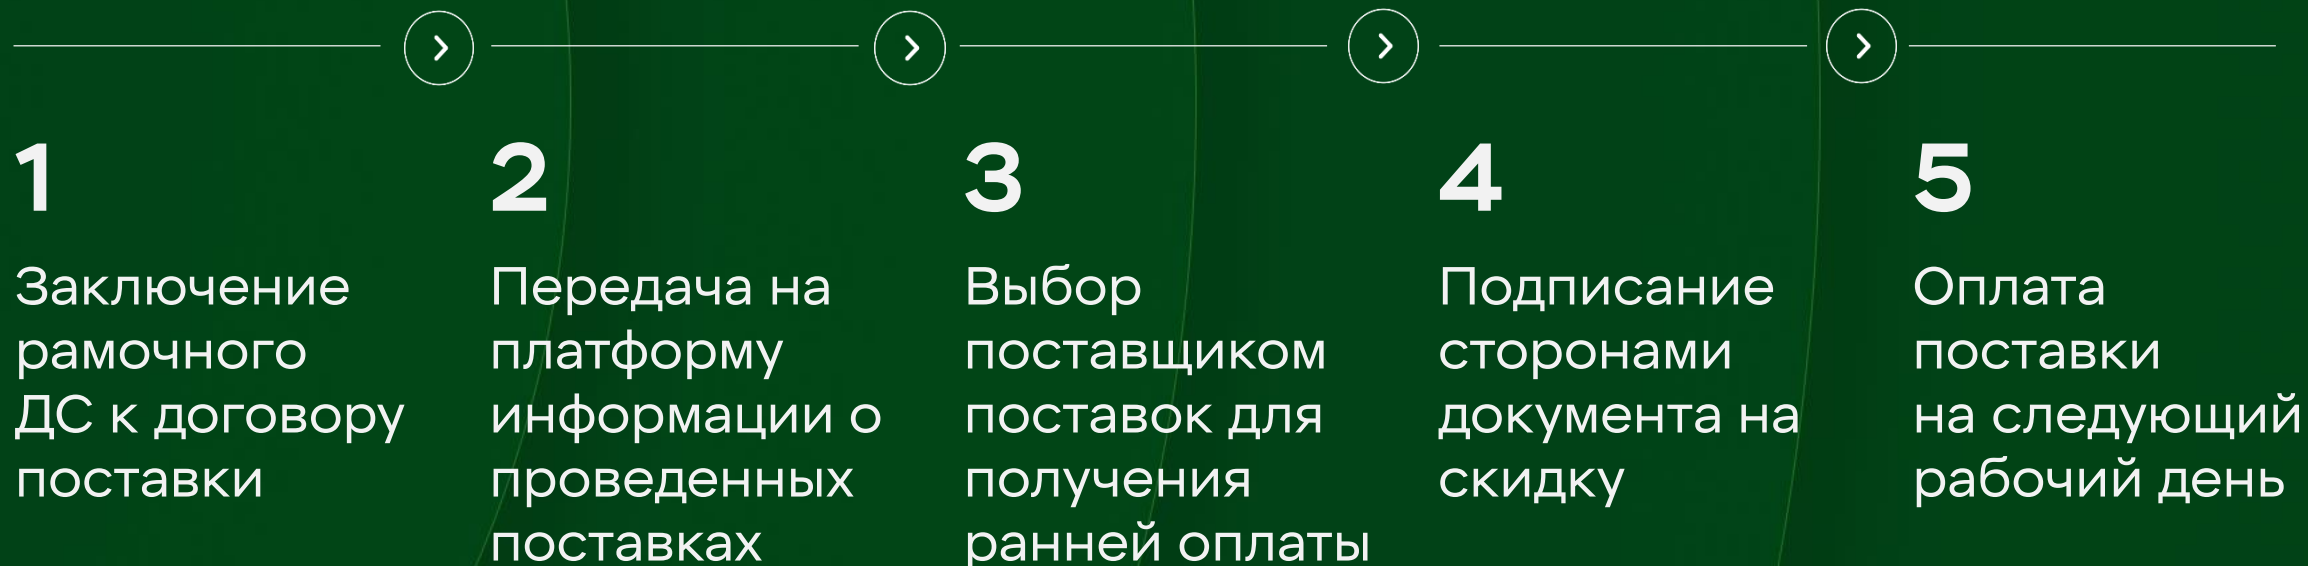 1
Заключение
рамочного
ДС к договору
поставки
2
Передача на
платформу
информации о
проведенных
поставках
3
Выбор
поставщиком
поставок для
получения
ранней оплаты
4
Подписание
сторонами
документа на
скидку
5
Оплата
поставки
на следующий
рабочий день